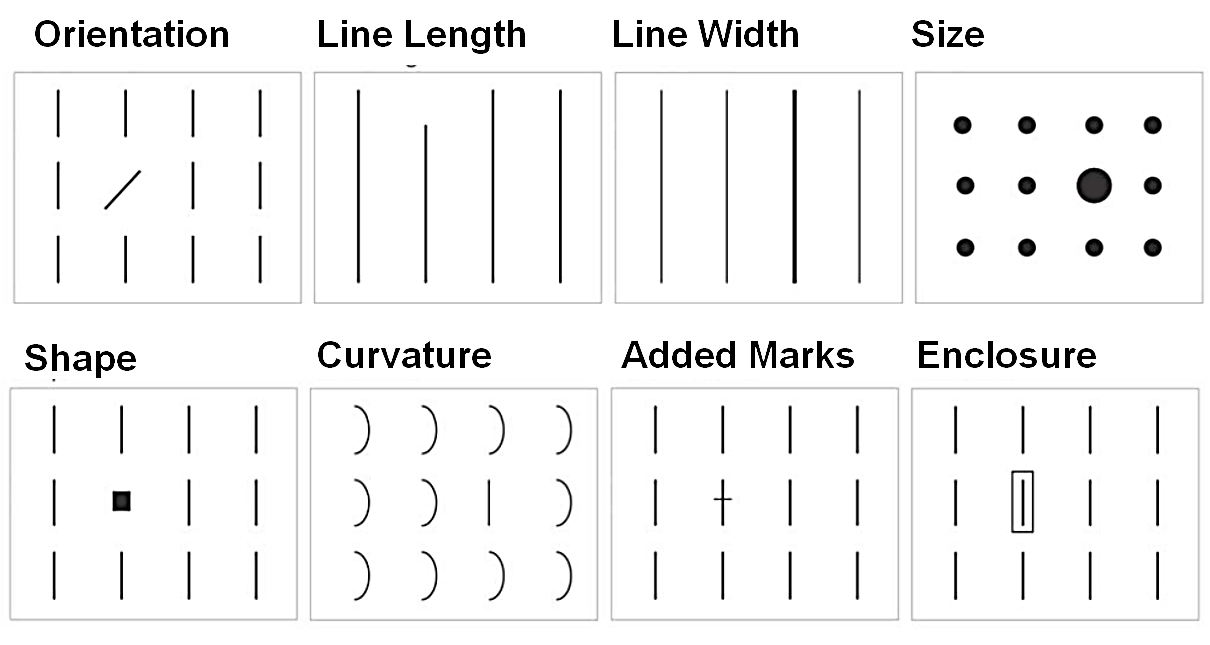 Orientation
Line Length
Line Width
Size
Shape
Curvature
Added Marks
Enclosure